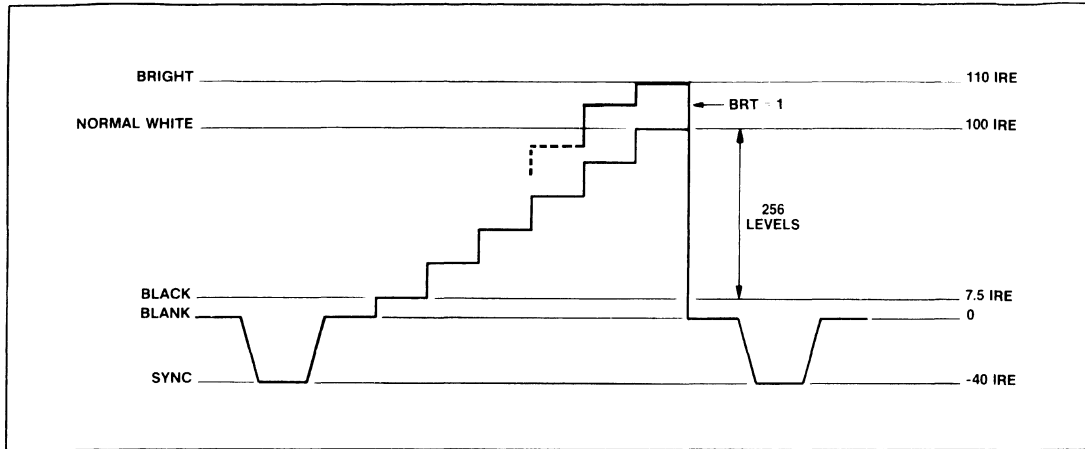 BRIGHT 110 IRE
BRT = 1
NORMAL WHITE 100 IRE
256
LEVELS
BLACK 7.5 IRE
BLANK 0
SYNC -40 IRE